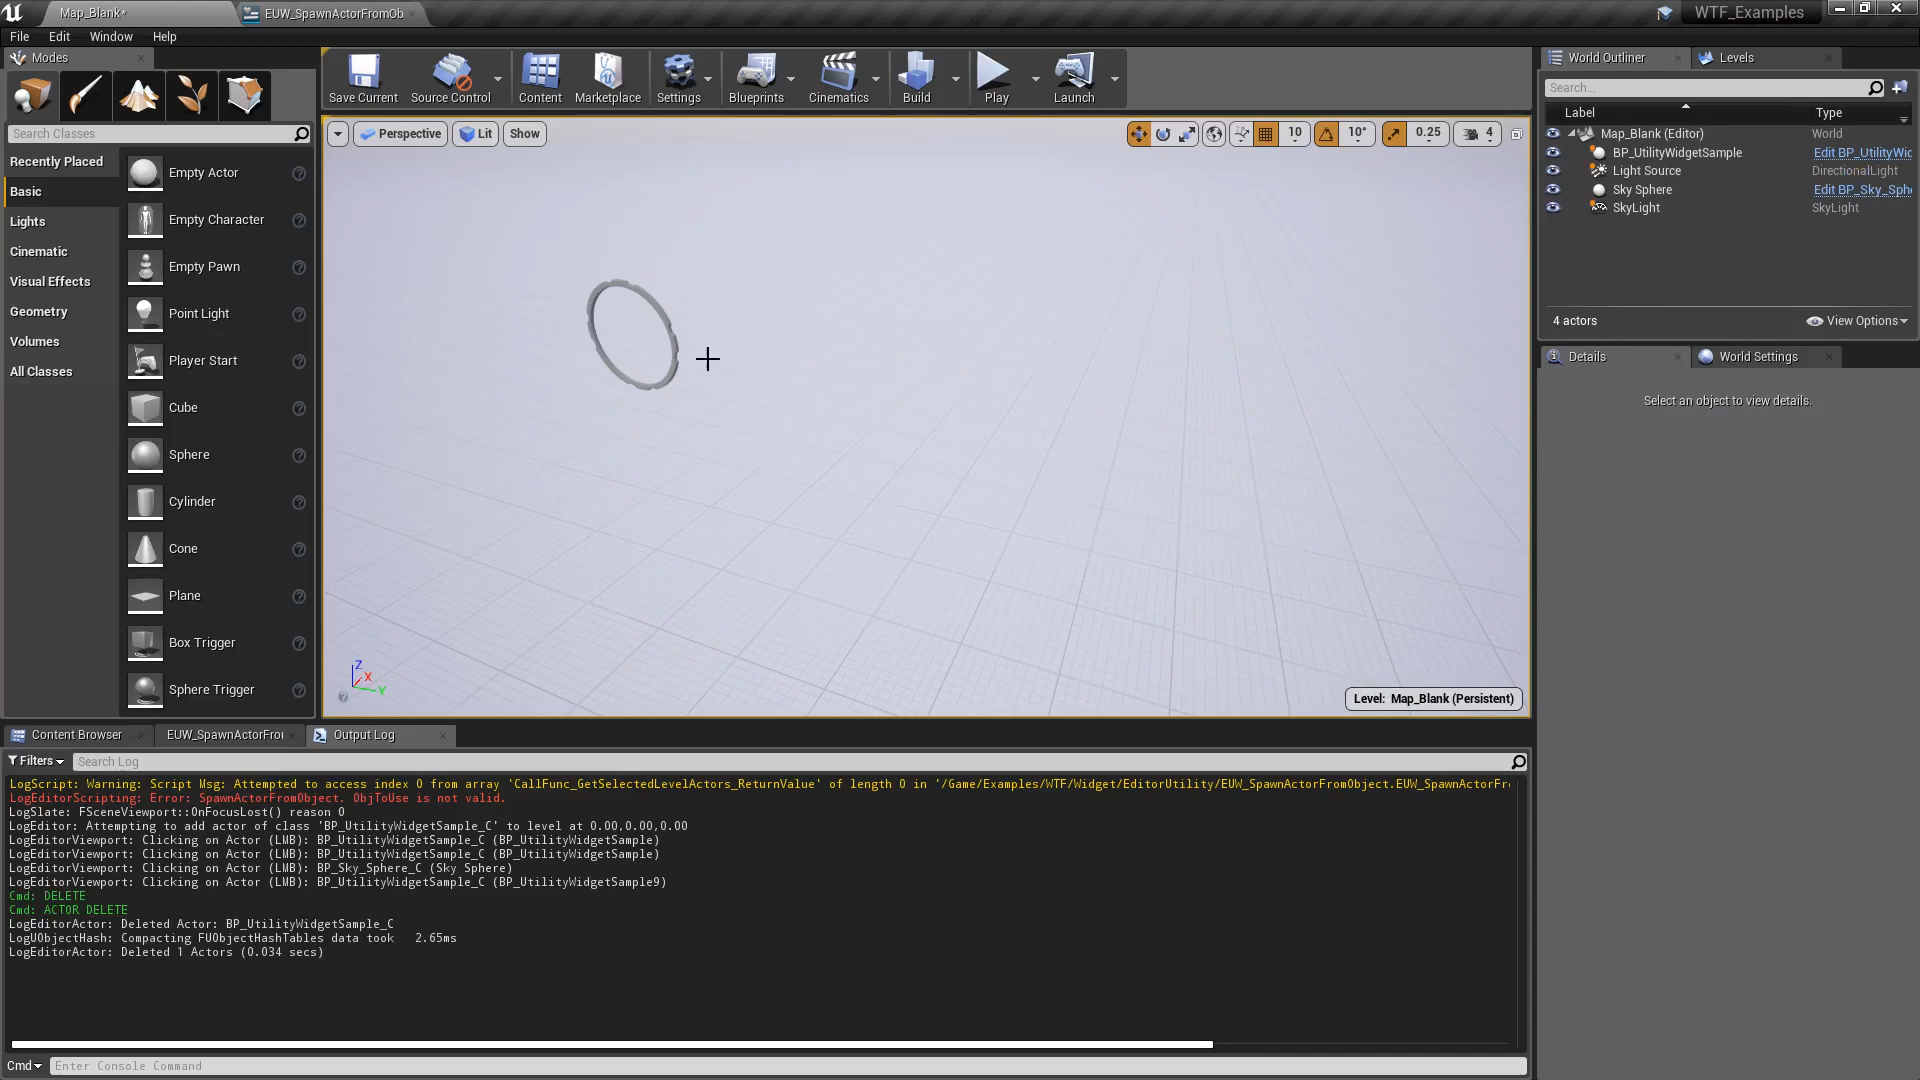 Map_Blank*
EUW_SpawnActorFromOb
WTF_Examples
File Edit Window Help
Modes
Save Current
Source Control
Content
Marketplace
Settings
Blueprints
Cinematics
Build
Play
Launch
World Outliner
Levels
Search...
Label Type
Map_Blank (Editor) World
BP_UtilityWidgetSample Edit BP_UtilityWic
Light Source DirectionalLight
Sky Sphere Edit BP_Sky_Sphe
SkyLight SkyLight
4 actors
View Options
Details
World Settings
Select an object to view details.
Search Classes
Recently Placed
Basic
Lights
Cinematic
Visual Effects
Geometry
Volumes
All Classes
Empty Actor
Empty Character
Empty Pawn
Point Light
Player Start
Cube
Sphere
Cylinder
Cone
Plane
Box Trigger
Sphere Trigger
Perspective
Lit
Show
10
10°
0.25
4
Z
X
Y
Level: Map_Blank (Persistent)
Content Browser
EUW_SpawnActorFro
Output Log
Filters
Search Log
LogScript: Warning: Script Msg: Attempted to access index 0 from array 'CallFunc_GetSelectedLevelActors_ReturnValue' of length 0 in '/Game/Examples/WTF/Widget/EditorUtility/EUW_SpawnActorFromObject.EUW_SpawnActorFr
LogEditorScripting: Error: SpawnActorFromObject. ObjToUse is not valid.
LogSlate: FSceneViewport::OnFocusLost() reason 0
LogEditor: Attempting to add actor of class 'BP_UtilityWidgetSample_C' to level at 0.00,0.00,0.00
LogEditorViewport: Clicking on Actor (LMB): BP_UtilityWidgetSample_C (BP_UtilityWidgetSample)
LogEditorViewport: Clicking on Actor (LMB): BP_UtilityWidgetSample_C (BP_UtilityWidgetSample)
LogEditorViewport: Clicking on Actor (LMB): BP_Sky_Sphere_C (Sky Sphere)
LogEditorViewport: Clicking on Actor (LMB): BP_UtilityWidgetSample_C (BP_UtilityWidgetSample9)
Cmd: DELETE
Cmd: ACTOR DELETE
LogEditorActor: Deleted Actor: BP_UtilityWidgetSample_C
LogUObjectHash: Compacting FUObjectHashTables data took 2.65ms
LogEditorActor: Deleted 1 Actors (0.034 secs)
Cmd
Enter Console Command